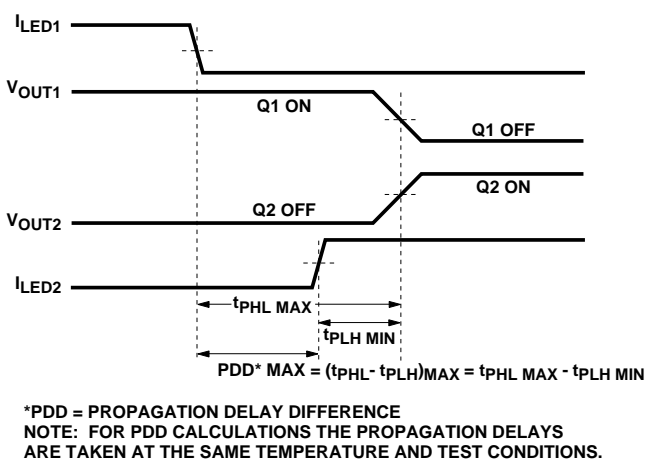 ILED1
VOUT1
Q1 ON
Q1 OFF
Q2 ON
Q2 OFF
VOUT2
ILED2
tPHL MAX
tPLH MIN
PDD* MAX = (tPHL- tPLH)MAX = tPHL MAX - tPLH MIN
*PDD = PROPAGATION DELAY DIFFERENCE
NOTE: FOR PDD CALCULATIONS THE PROPAGATION DELAYS
ARE TAKEN AT THE SAME TEMPERATURE AND TEST CONDITIONS.